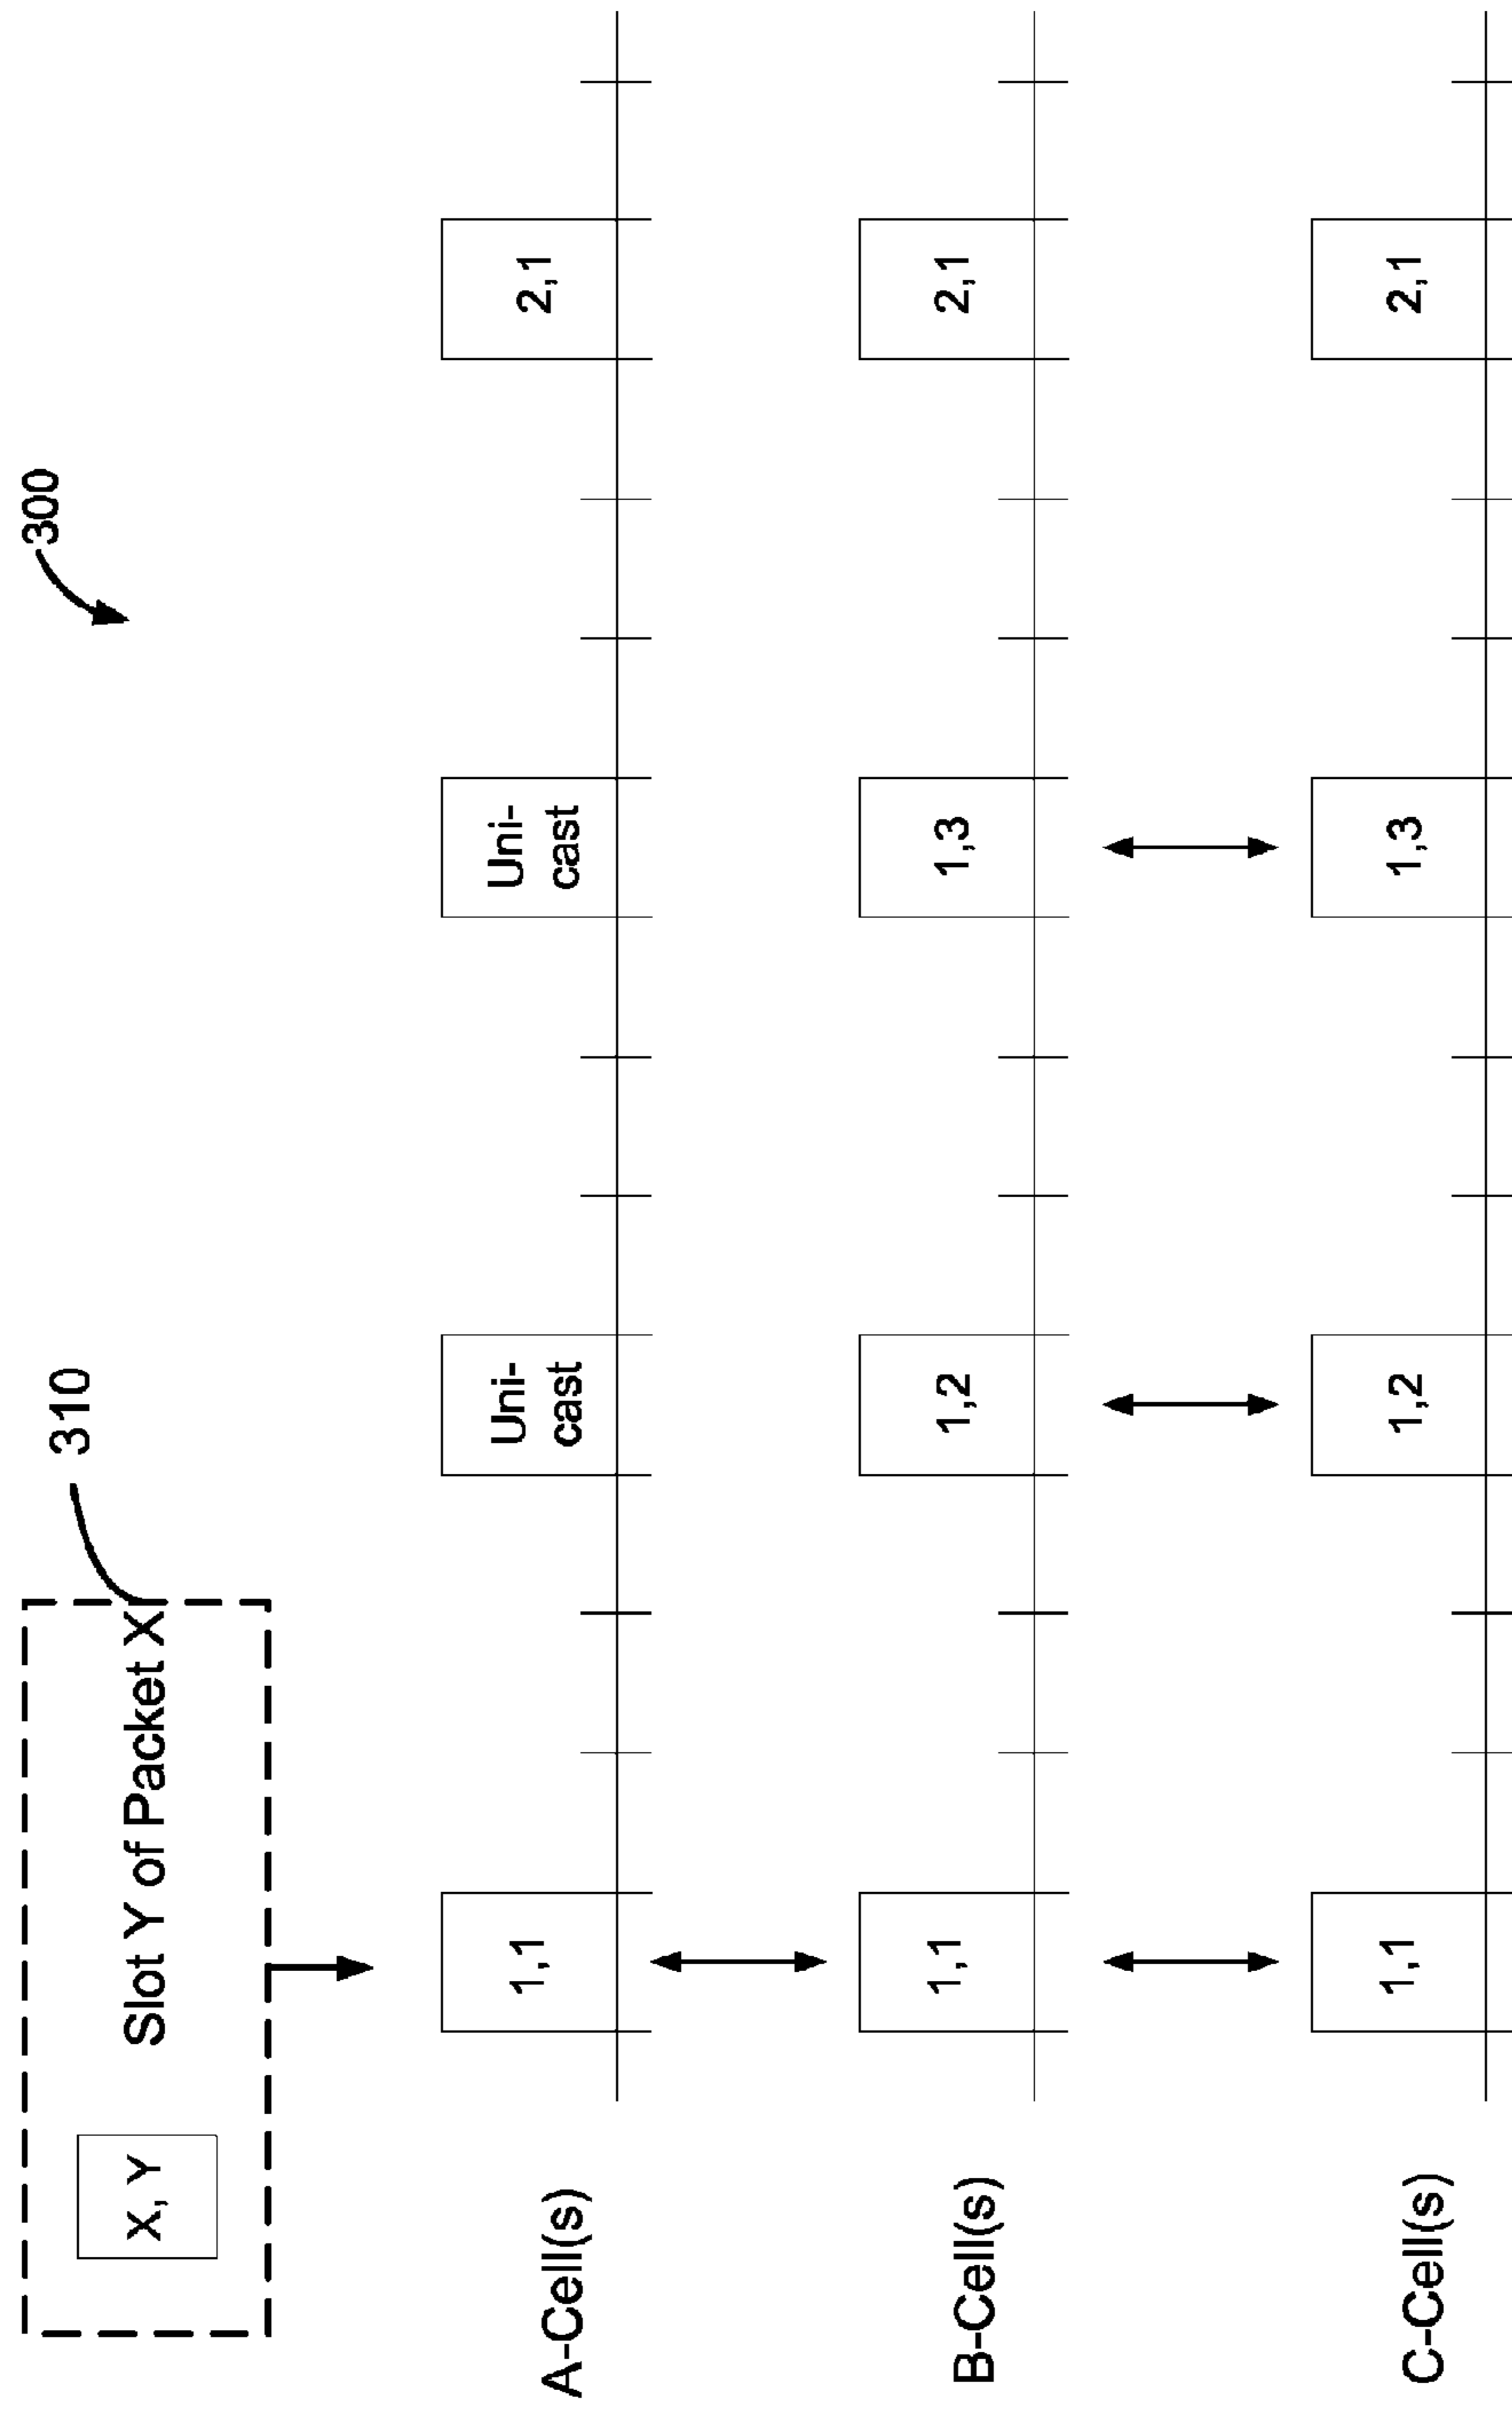 300
310
X, Y
Slot Y of Packet X
A-Cell(s)
1,1
Uni-
cast
Uni-
cast
2,1
B-Cell(s)
1,1
1,2
1,3
2,1
C-Cell(s)
1,1
1,2
1,3
2,1